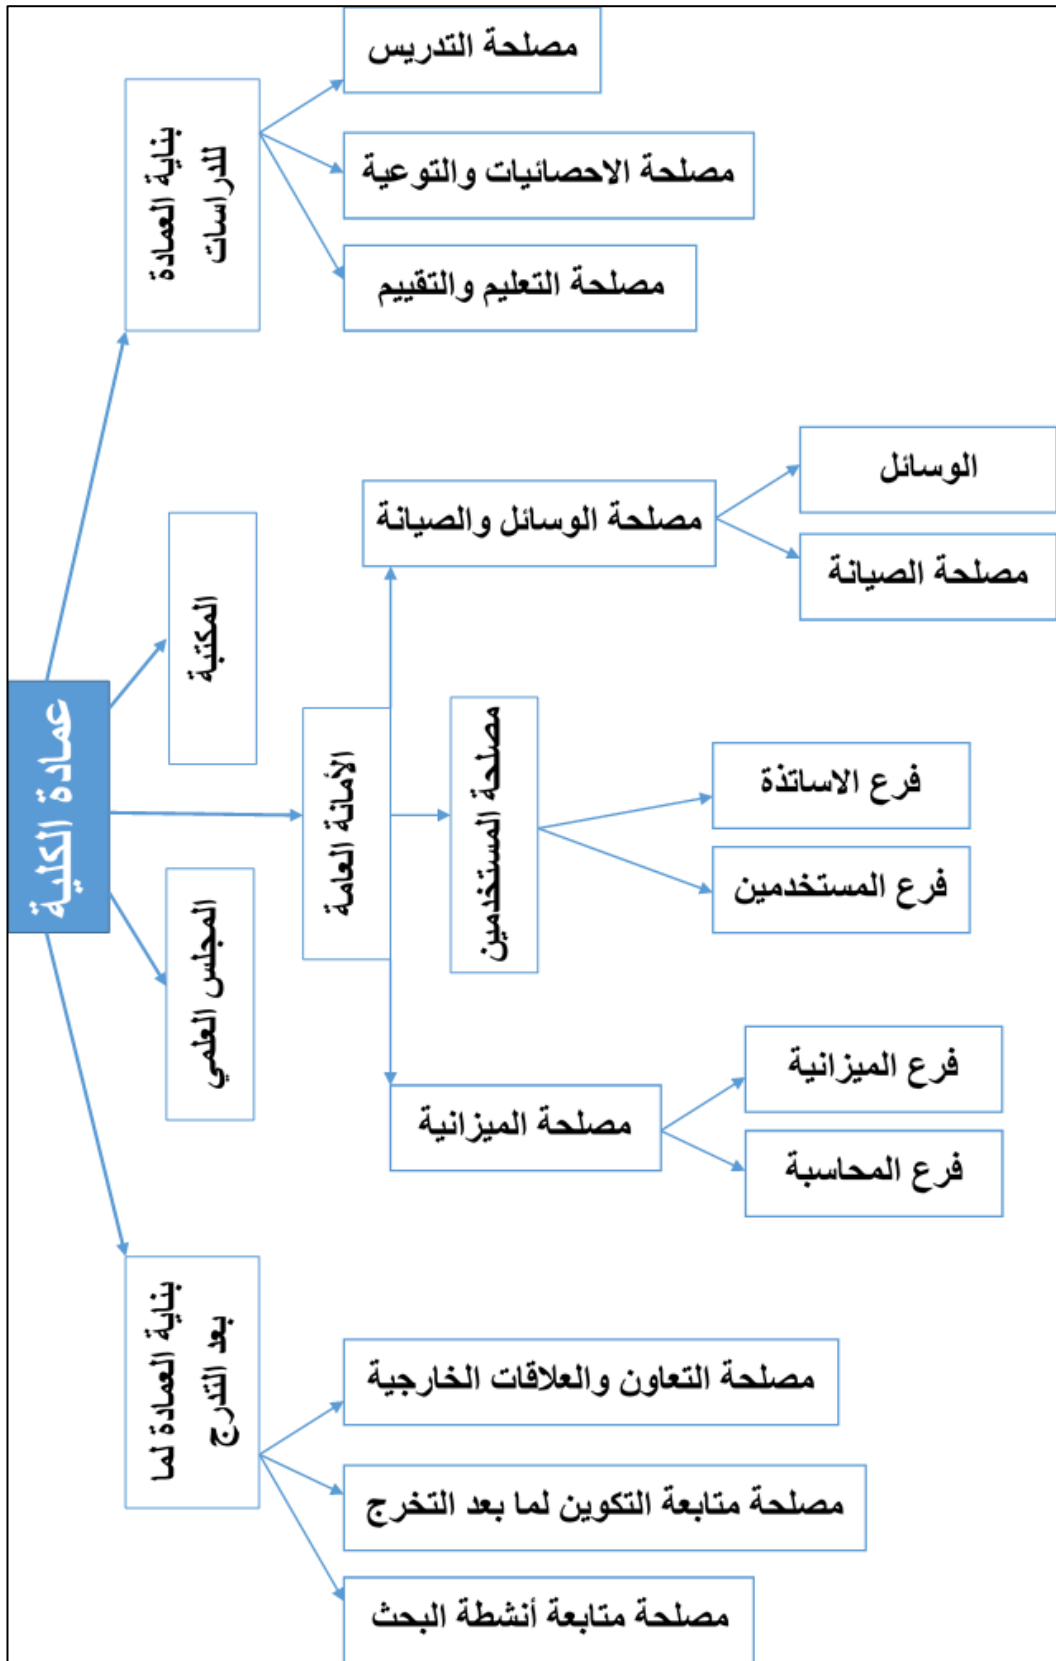 عمادة الكلية
بناية العمادة
للدراسات
مصلحة التدريس
مصلحة الاحصائيات والتوعية
مصلحة التعليم والتقييم
المكتبة
الأمانة العامة
مصلحة الوسائل والصيانة
الوسائل
مصلحة الصيانة
مصلحة المستخدمين
فرع الاساتذة
فرع المستخدمين
مصلحة الميزانية
فرع الميزانية
فرع المحاسبة
المجلس العلمي
بناية العمادة لما
بعد التدرج
مصلحة التعاون والعلاقات الخارجية
مصلحة متابعة التكوين لما بعد التخرج
مصلحة متابعة أنشطة البحث